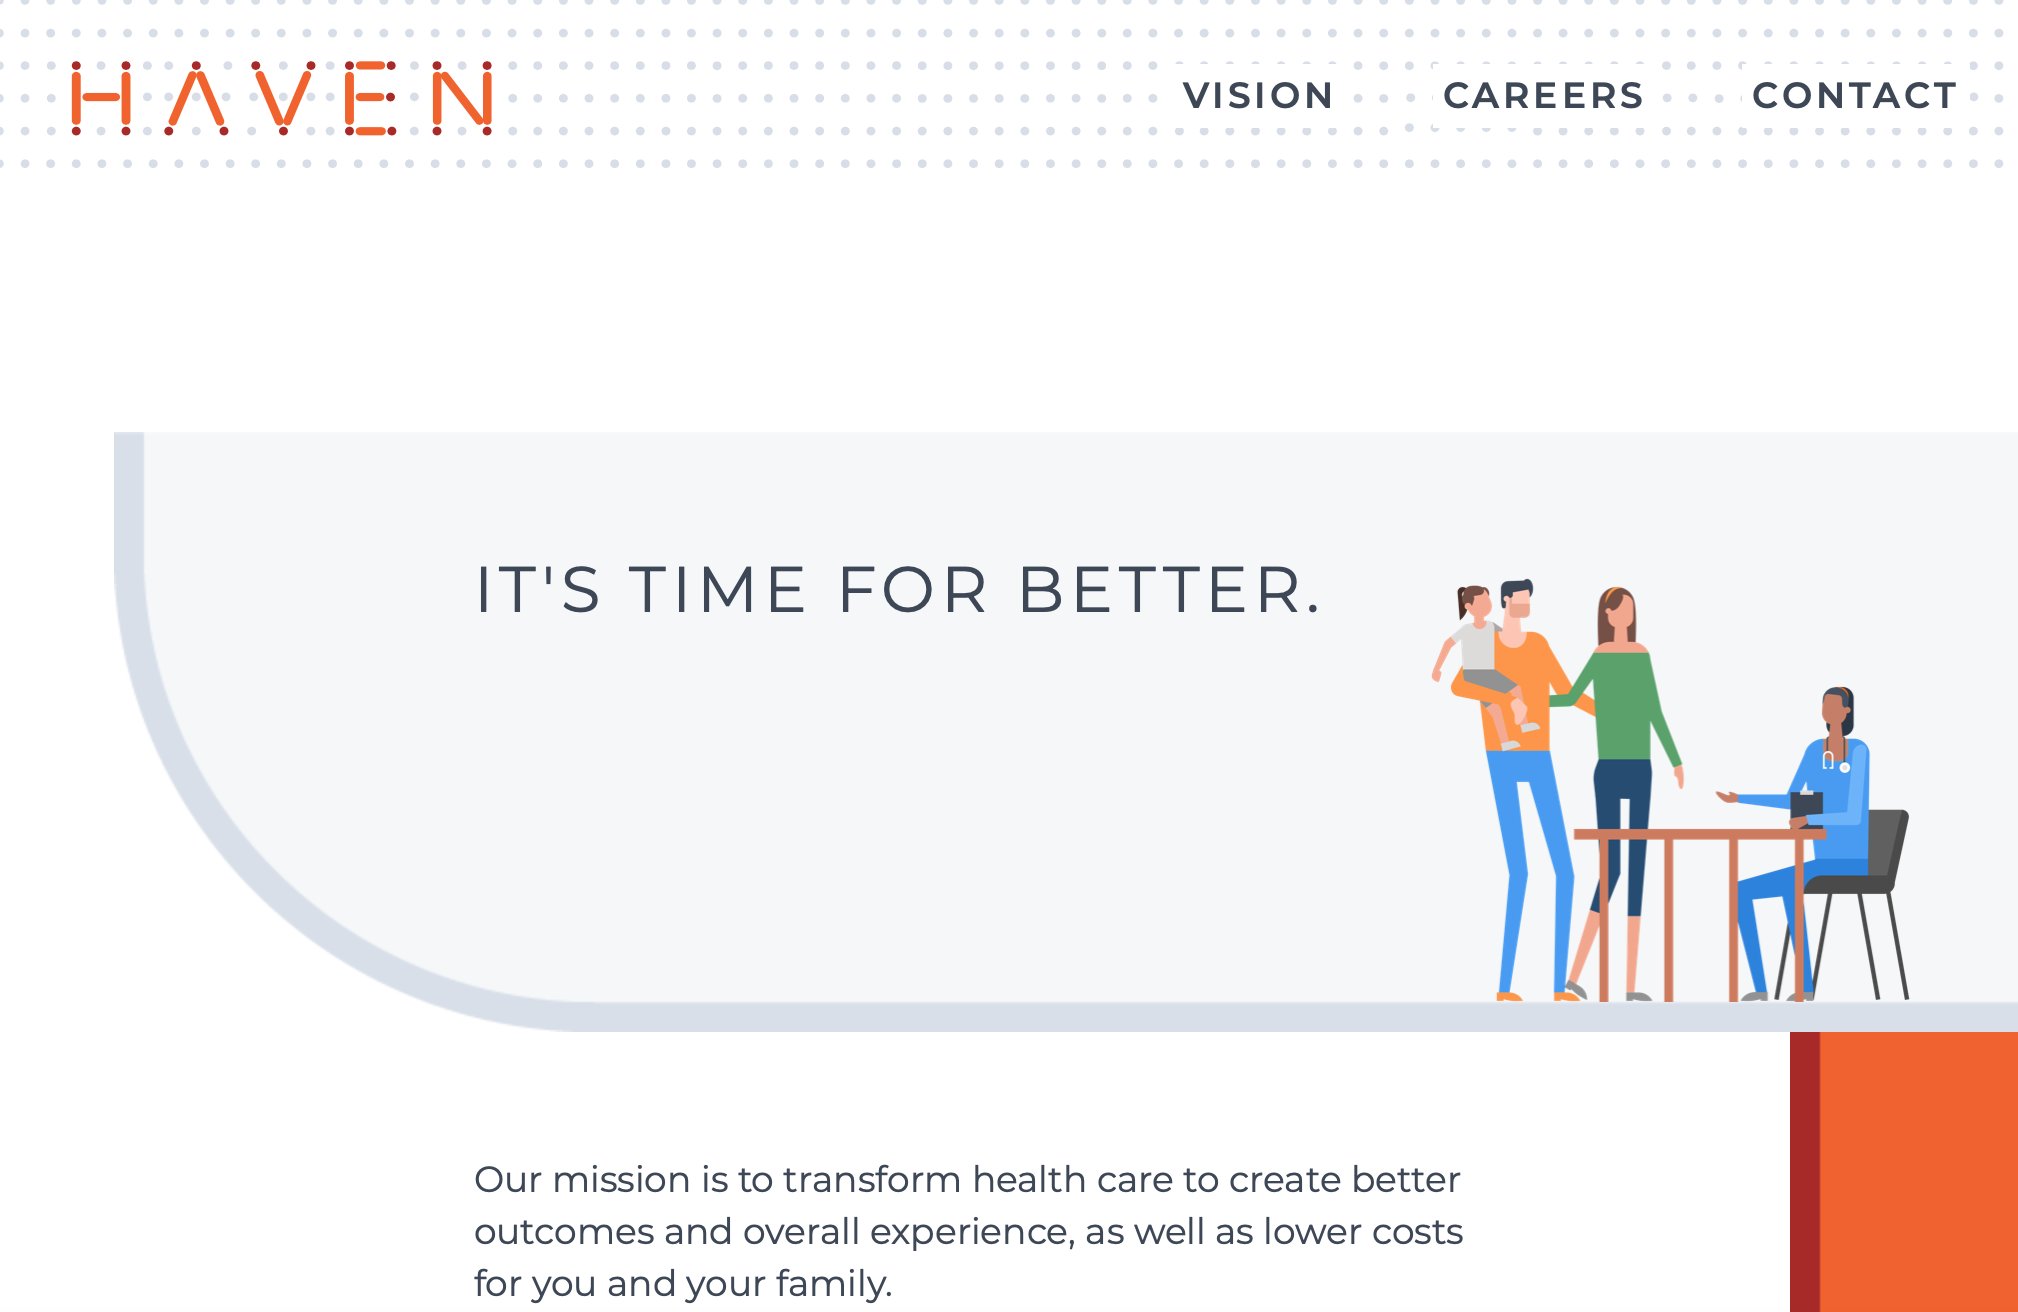 HAVEN
VISION CAREERS CONTACT
IT'S TIME FOR BETTER.
Our mission is to transform health care to create better
outcomes and overall experience, as well as lower costs
for you and your family.